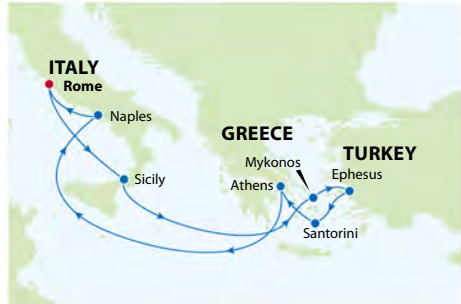 ITALY
Rome
Naples
Sicily
GREECE
Mykonos
Athens
TURKEY
Ephesus
Santorini